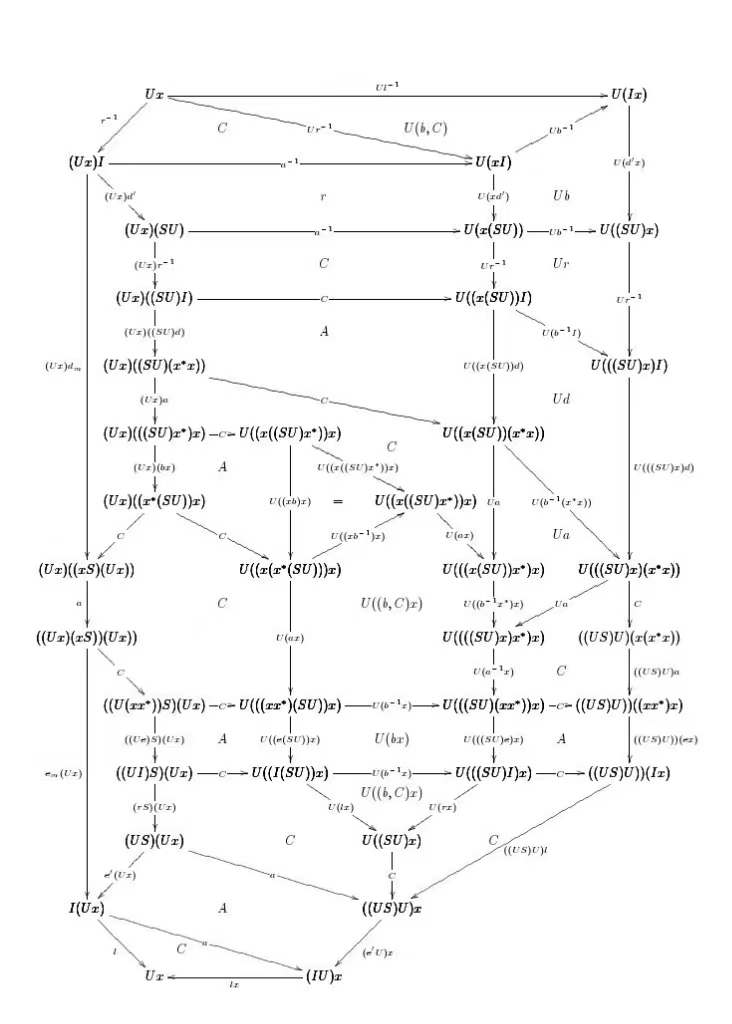 Ul⁻¹
Ux U(Ix)
r⁻¹ C Ur⁻¹ U(b, C) Ub⁻¹
(Ux)I a⁻¹ U(xI) U(d'x)
(Ux)d' r U(xd') Ub
(Ux)(SU) a⁻¹ U(x(SU)) Ub⁻¹ U((SU)x)
(Ux)r⁻¹ C Ur⁻¹ Ur
(Ux)((SU)I) C U((x(SU))I) Ur⁻¹
(Ux)((SU)d) A U(b⁻¹I)
(Ux)dₘ (Ux)((SU)(x*x)) U((x(SU))d) U(((SU)x)I)
(Ux)a C Ud
(Ux)(((SU)x*)x) C U((x((SU)x*))x) U((x(SU))(x*x))
C
(Ux)(bx) A U((x((SU)x*))x) U(((SU)x)d)
(Ux)((x*(SU))x) U((xb)x) = U((x((SU)x*))x) Ua U(b⁻¹(x*x))
C C U((xb⁻¹)x) U(ax) Ua
(Ux)((xS)(Ux)) U((x(x*(SU)))x) U(((x(SU))x*)x) U(((SU)x)(x*x))
a C U((b, C)x) U((b⁻¹x*)x) Ua C
((Ux)(xS))(Ux)) U(ax) U((((SU)x)x*)x) ((US)U)(x(x*x))
C U(a⁻¹x) C ((US)U)a
((U(xx*))S)(Ux) C U(((xx*)(SU))x) U(b⁻¹x) U(((SU)(xx*))x) C ((US)U))((xx*)x)
((Ue)S)(Ux) A U((e(SU))x) U(bx) U(((SU)e)x) A ((US)U))(ex)
eₘ(Ux) ((UI)S)(Ux) C U((I(SU))x) U(b⁻¹x) U(((SU)I)x) C ((US)U))(Ix)
U((b, C)x)
(rS)(Ux) U(lx) U(rx)
(US)(Ux) C U((SU)x) C ((US)U)l
e'(Ux) a C
I(Ux) A ((US)U)x
l C a (e'U)x
Ux lx (IU)x